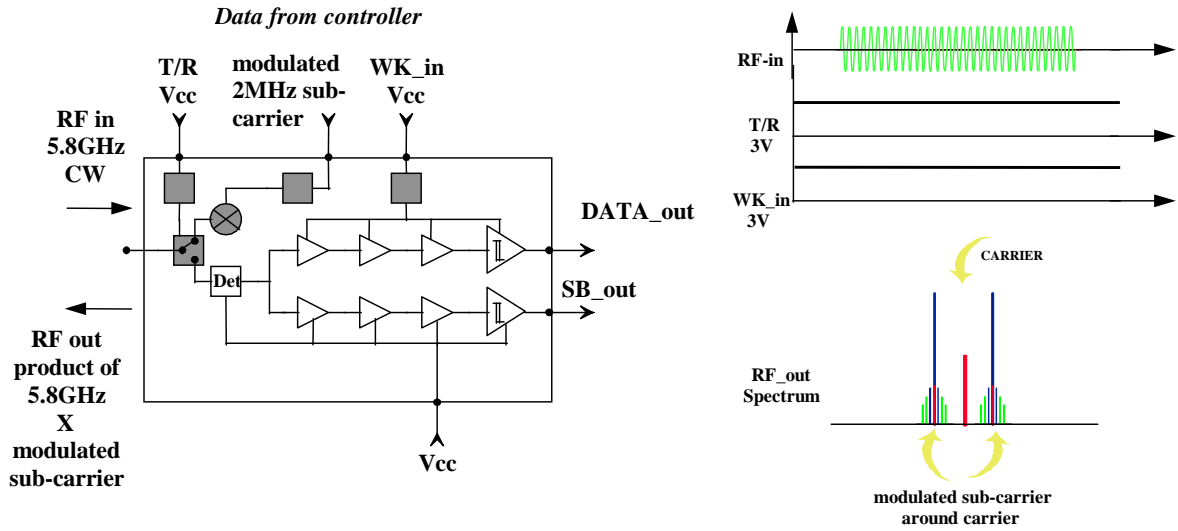 Data from controller
T/R
Vcc
modulated
2MHz sub-
carrier
WK_in
Vcc
RF in
5.8GHz
CW
Det
DATA_out
SB_out
RF out
product of
5.8GHz
X
modulated
sub-carrier
Vcc
RF-in
T/R
3V
WK_in
3V
CARRIER
RF_out
Spectrum
modulated sub-carrier
around carrier